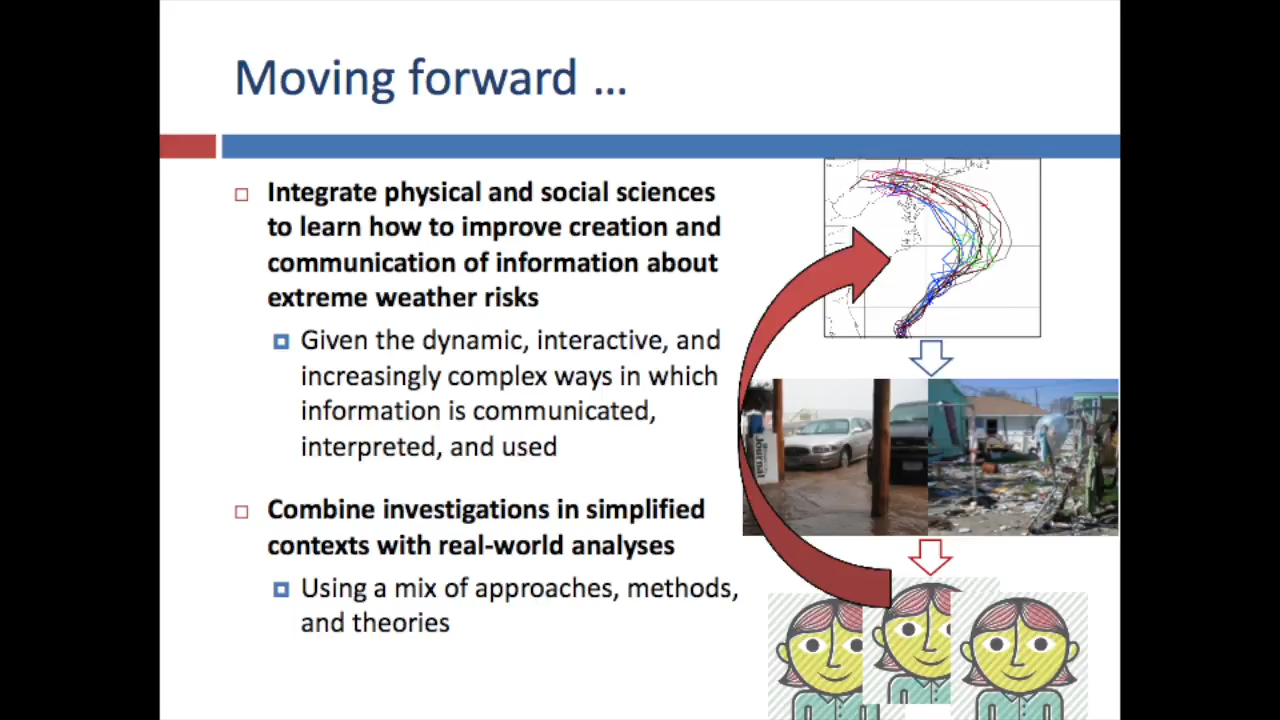 Moving forward ...
Integrate physical and social sciences
to learn how to improve creation and
communication of information about
extreme weather risks
Given the dynamic, interactive, and
increasingly complex ways in which
information is communicated,
interpreted, and used
Combine investigations in simplified
contexts with real-world analyses
Using a mix of approaches, methods,
and theories
Journal